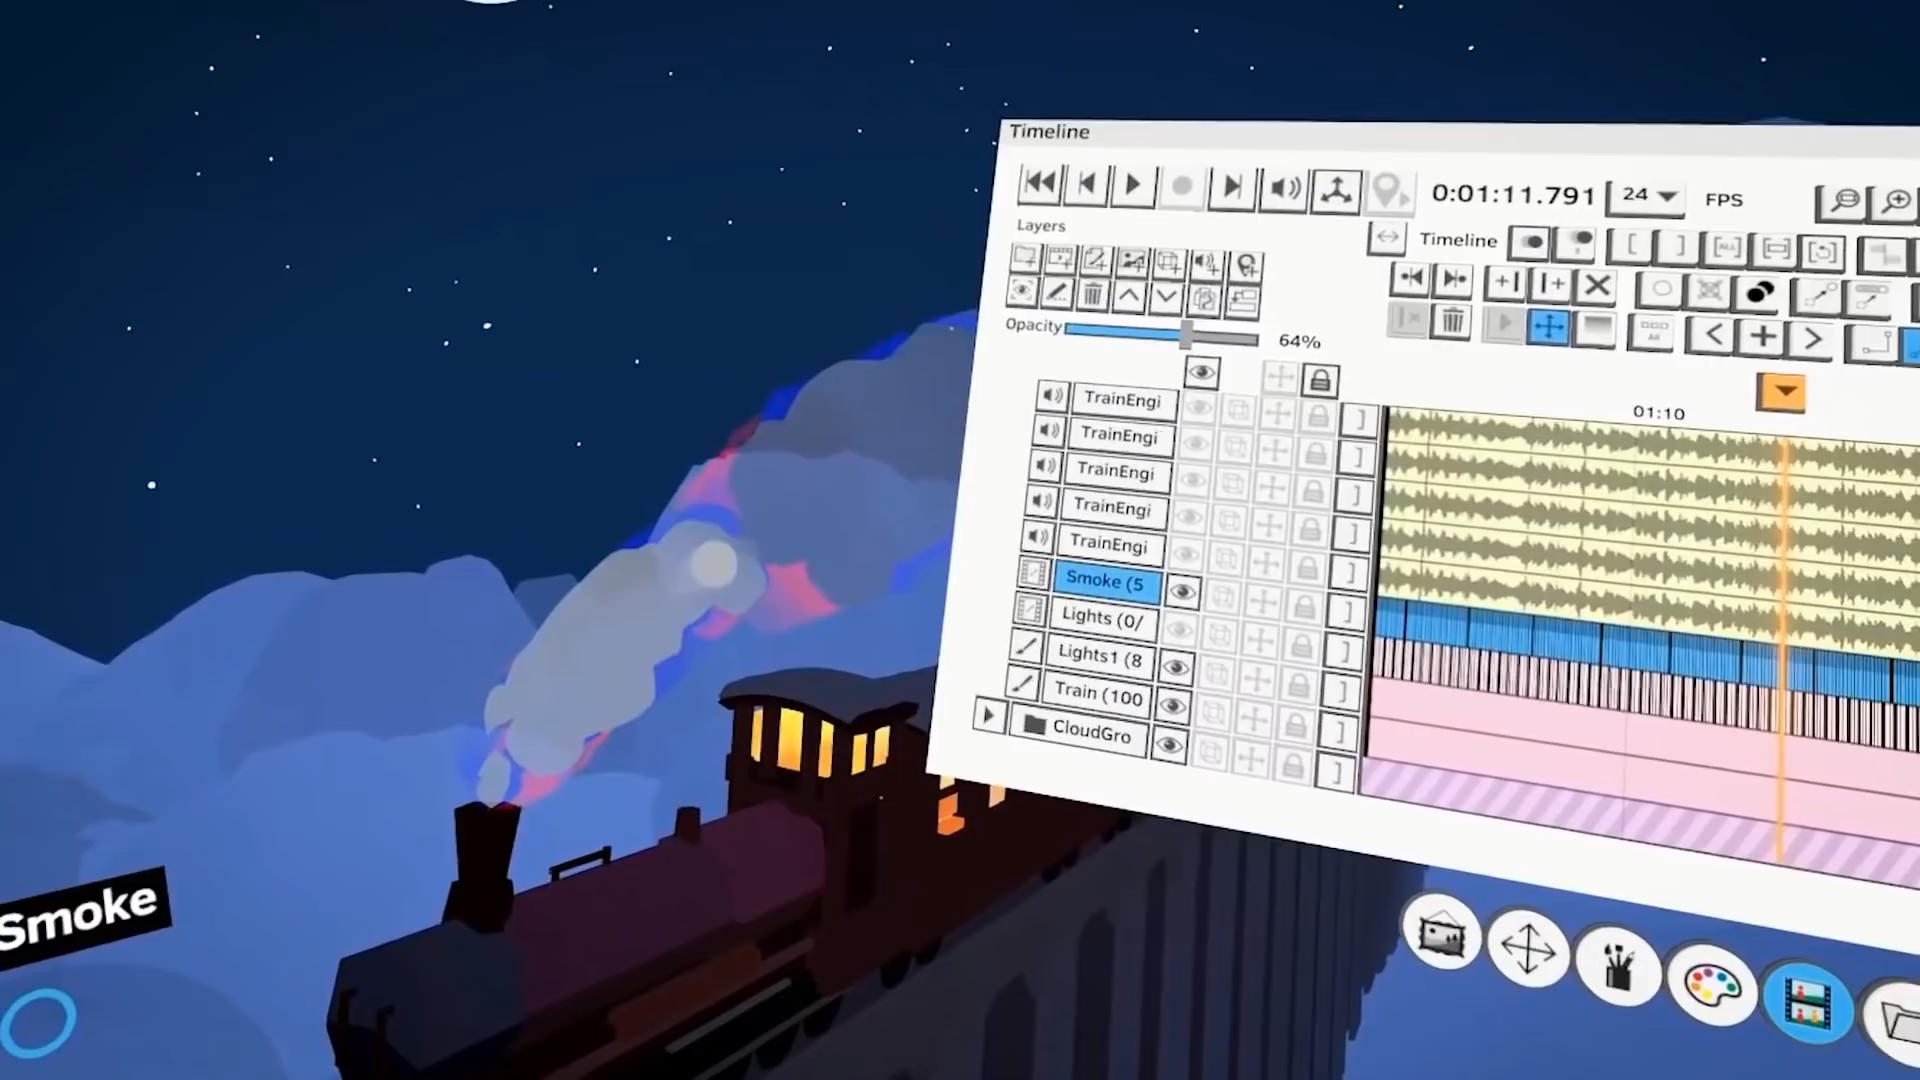 Timeline
0:01:11.791
24
FPS
Layers
Timeline
ALL
Opacity
64%
01:10
TrainEngi
TrainEngi
TrainEngi
TrainEngi
TrainEngi
Smoke (5
Lights (0/
Lights1 (8
Train (100
CloudGro
Smoke